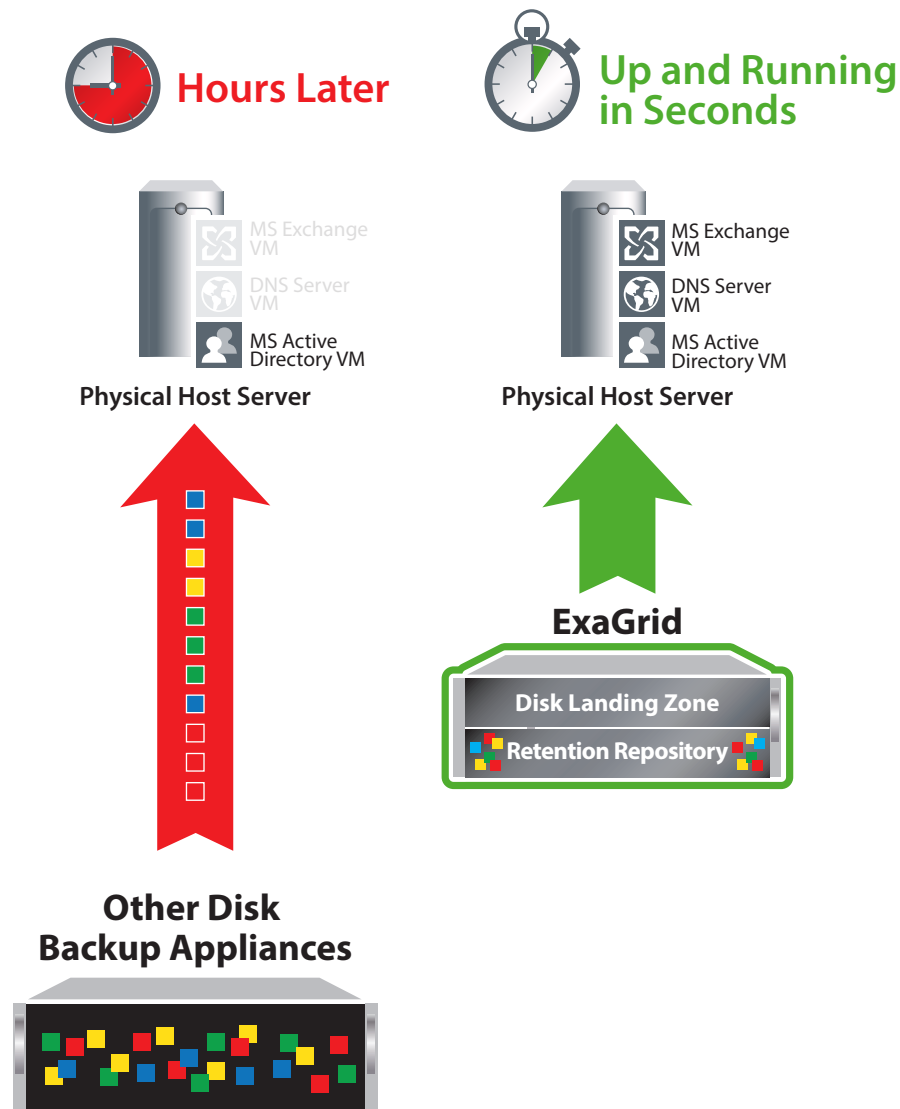 Hours Later
Up and Running
in Seconds
MS Exchange
VM
DNS Server
VM
MS Active
Directory VM
Physical Host Server
MS Exchange
VM
DNS Server
VM
MS Active
Directory VM
Physical Host Server
ExaGrid
Disk Landing Zone
Retention Repository
Other Disk
Backup Appliances